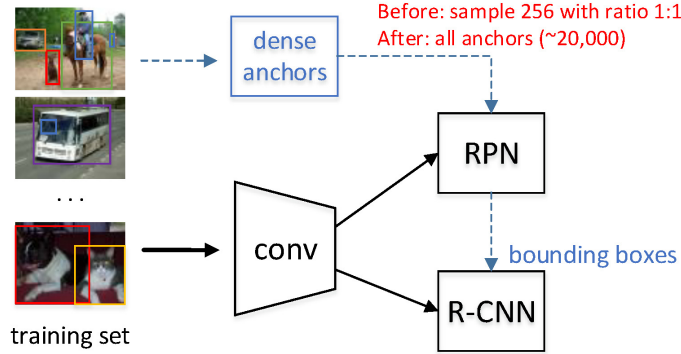 Before: sample 256 with ratio 1:1
After: all anchors (~20,000)
dense
anchors
RPN
...
conv
bounding boxes
R-CNN
training set